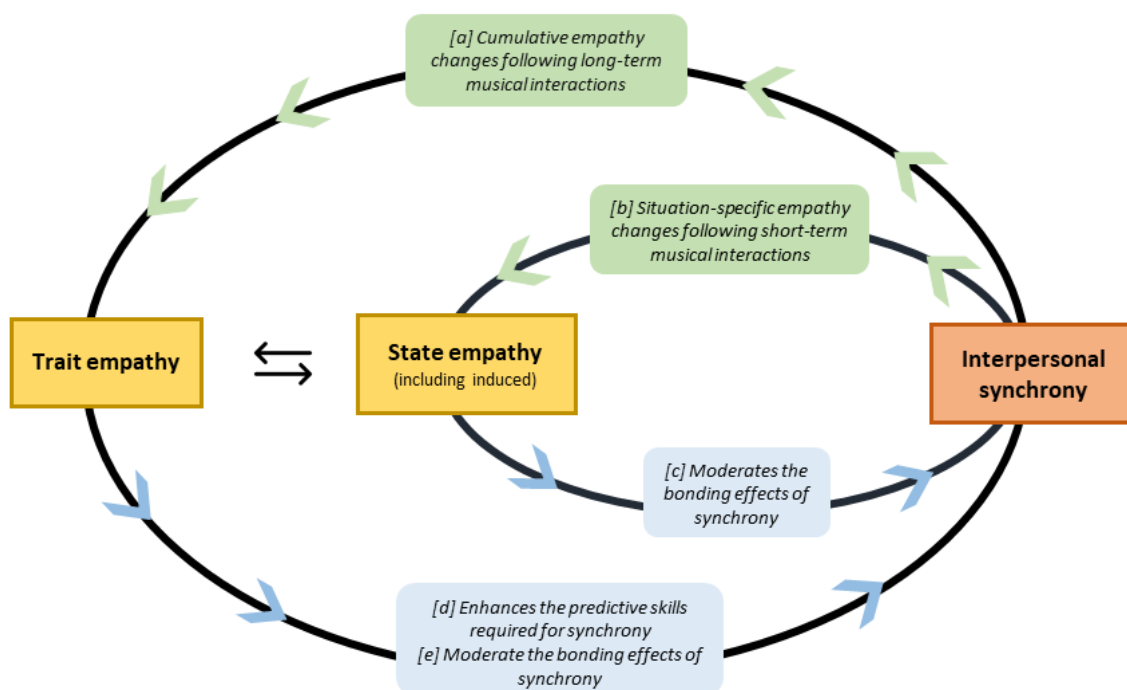 [a] Cumulative empathy
changes following long-term
musical interactions
[b] Situation-specific empathy
changes following short-term
musical interactions
Trait empathy
State empathy
(including induced)
Interpersonal
synchrony
[c] Moderates the
bonding effects of
synchrony
[d] Enhances the predictive skills
required for synchrony
[e] Moderate the bonding effects of
synchrony